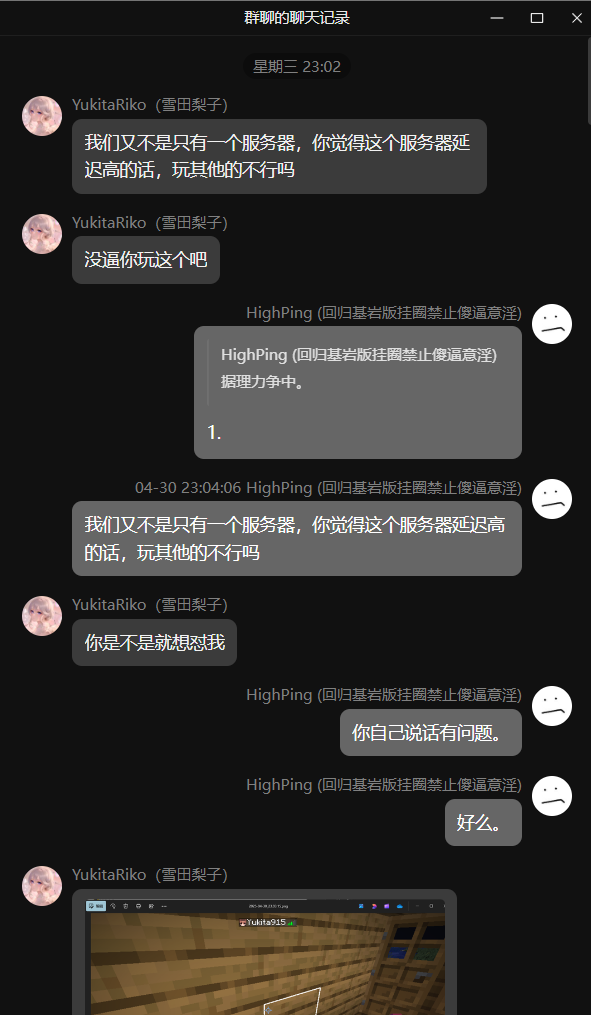 群聊的聊天记录
星期三 23:02
YukitaRiko（雪田梨子）
我们又不是只有一个服务器，你觉得这个服务器延
迟高的话，玩其他的不行吗
YukitaRiko（雪田梨子）
没逼你玩这个吧
HighPing (回归基岩版挂圈禁止傻逼意淫)
HighPing (回归基岩版挂圈禁止傻逼意淫)
据理力争中。
1.
04-30 23:04:06 HighPing (回归基岩版挂圈禁止傻逼意淫)
我们又不是只有一个服务器，你觉得这个服务器延迟高
的话，玩其他的不行吗
YukitaRiko（雪田梨子）
你是不是就想怼我
HighPing (回归基岩版挂圈禁止傻逼意淫)
你自己说话有问题。
HighPing (回归基岩版挂圈禁止傻逼意淫)
好么。
YukitaRiko（雪田梨子）
Yukita915